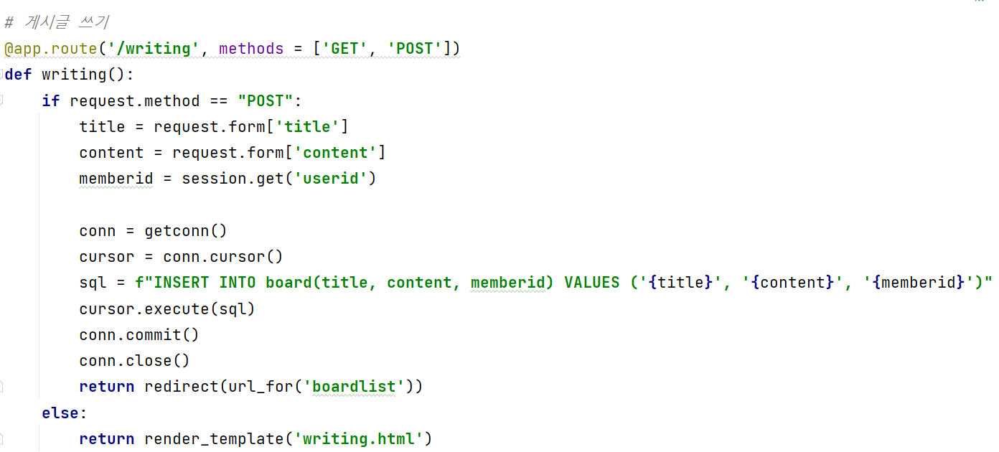 # 게시글 쓰기
@app.route('/writing', methods = ['GET', 'POST'])
def writing():
    if request.method == "POST":
        title = request.form['title']
        content = request.form['content']
        memberid = session.get('userid')

        conn = getconn()
        cursor = conn.cursor()
        sql = f"INSERT INTO board(title, content, memberid) VALUES ('{title}', '{content}', '{memberid}')"
        cursor.execute(sql)
        conn.commit()
        conn.close()
        return redirect(url_for('boardlist'))
    else:
        return render_template('writing.html')